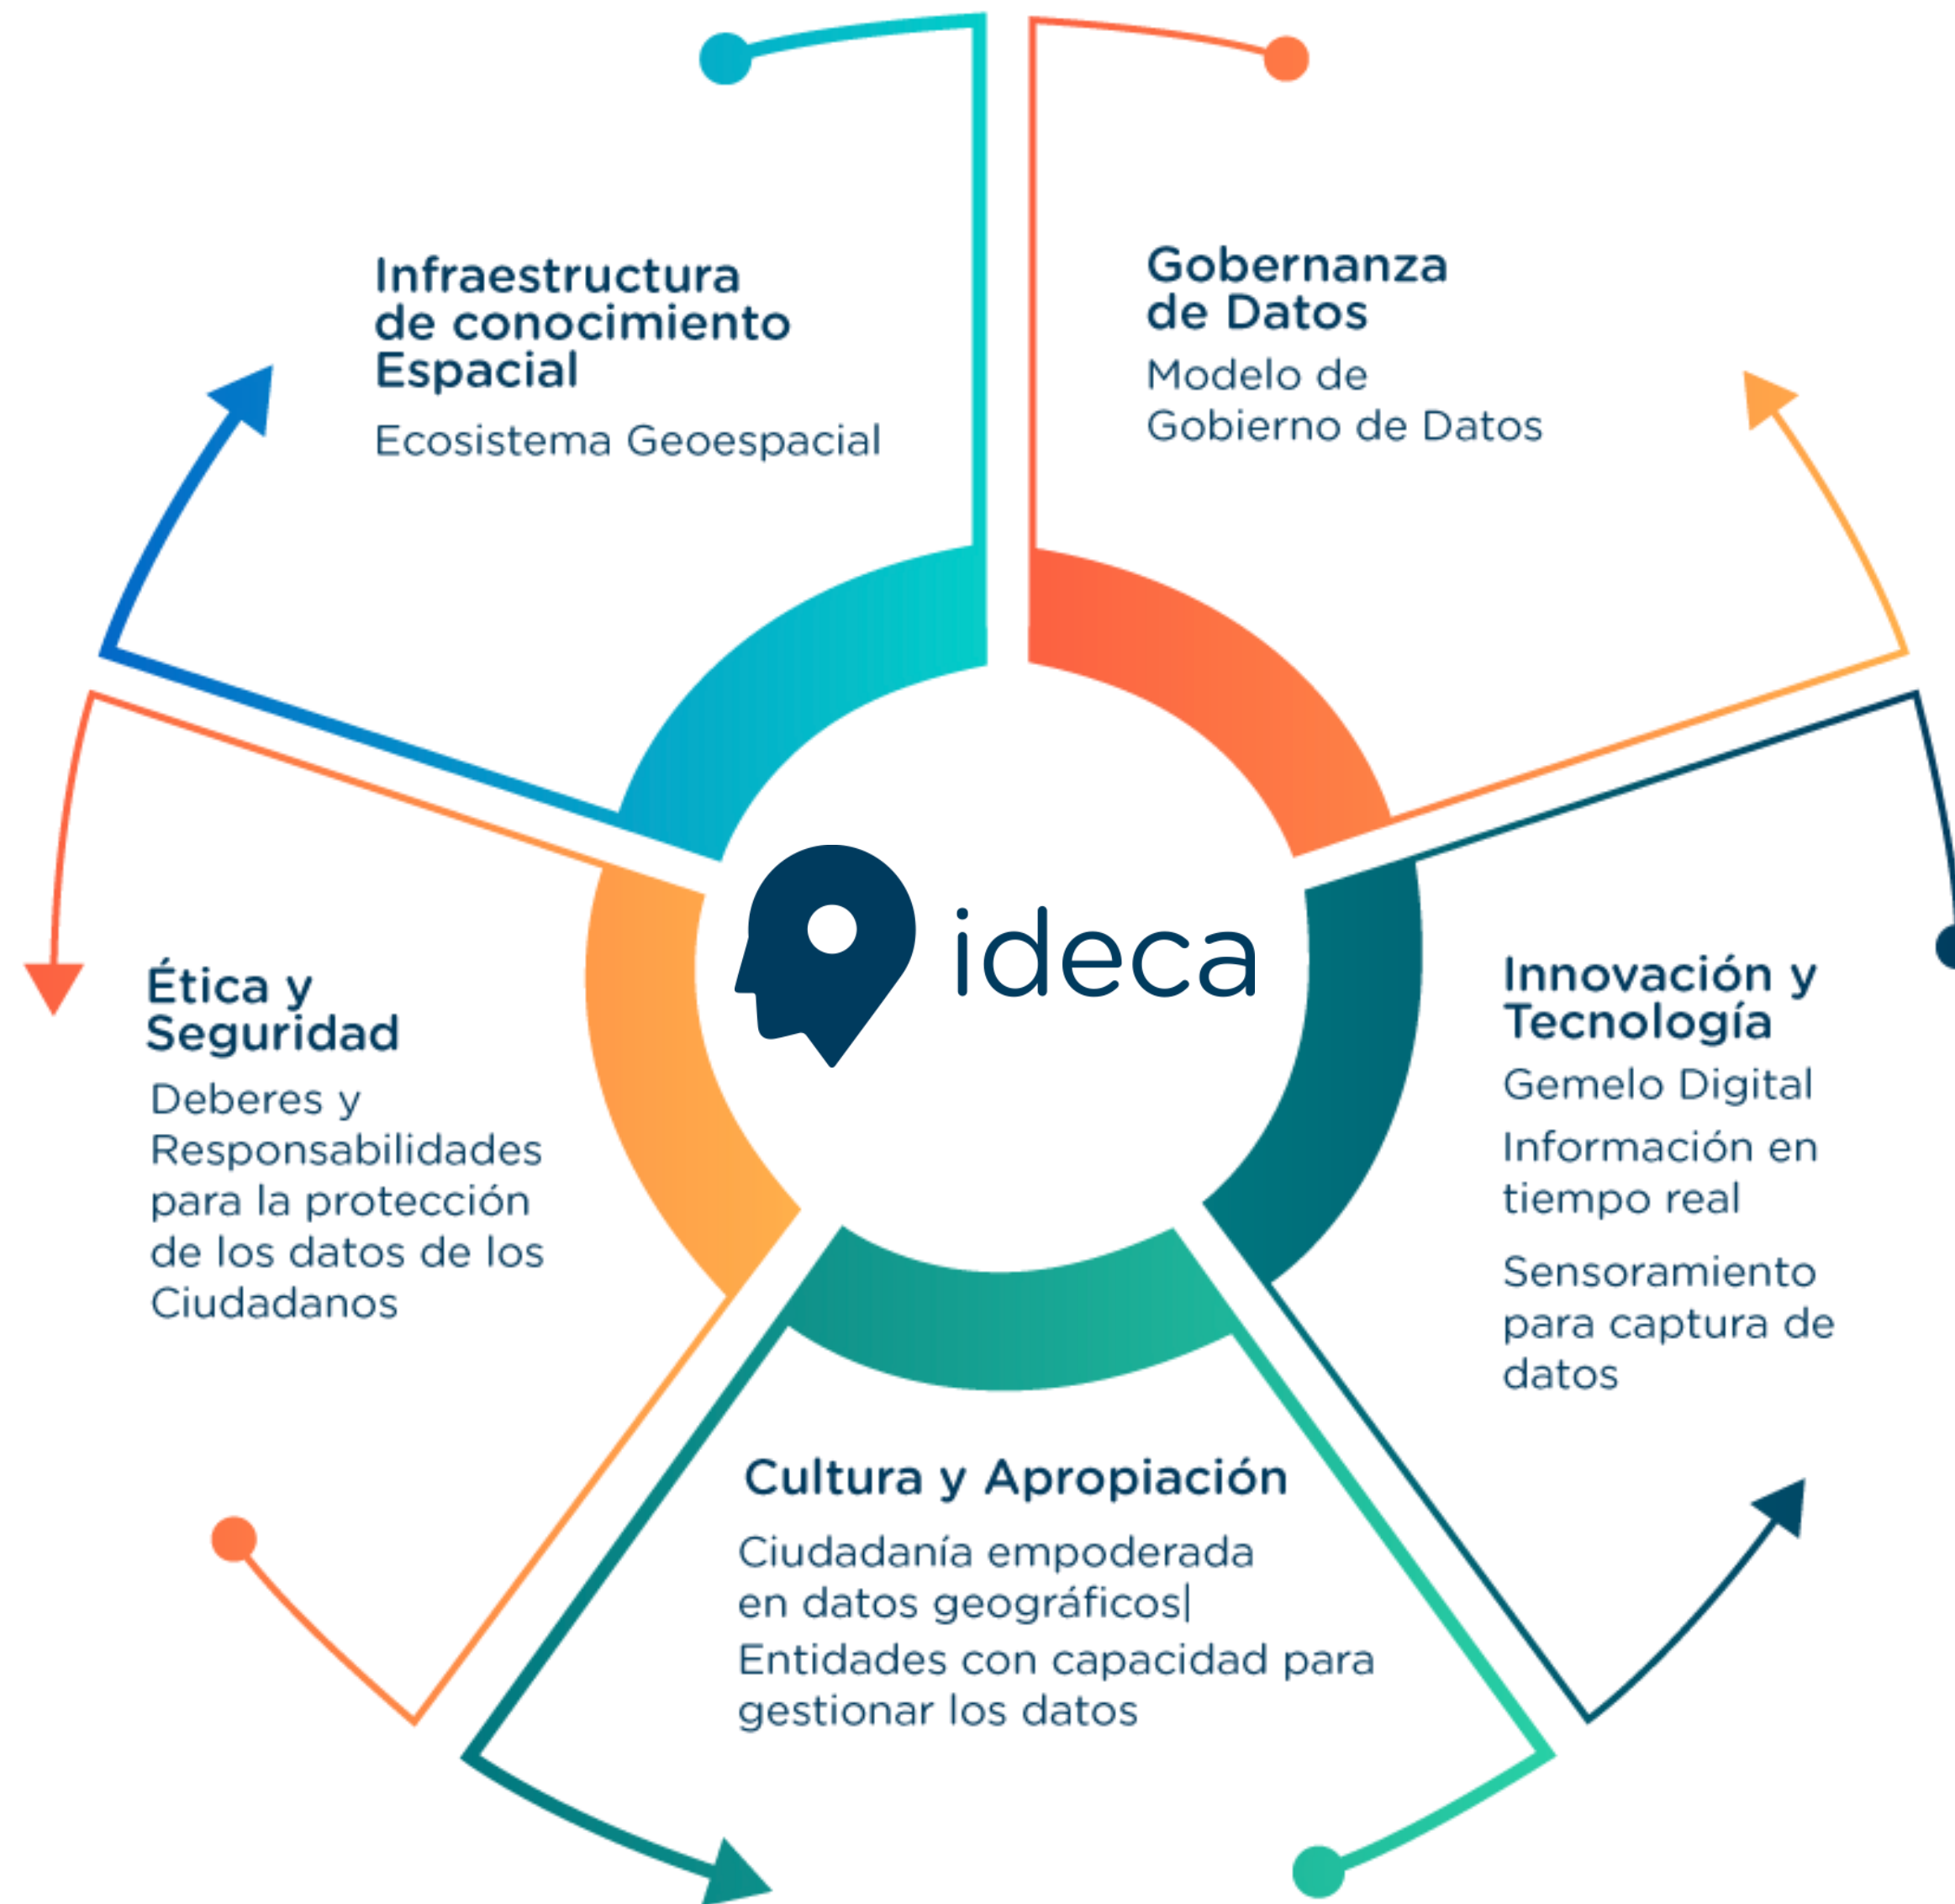 Infraestructura
de conocimiento
Espacial
Ecosistema Geoespacial
Gobernanza
de Datos
Modelo de
Gobierno de Datos
ideca
Ética y
Seguridad
Deberes y
Responsabilidades
para la protección
de los datos de los
Ciudadanos
Innovación y
Tecnología
Gemelo Digital
Información en
tiempo real
Sensoramiento
para captura de
datos
Cultura y Apropiación
Ciudadanía empoderada
en datos geográficos|
Entidades con capacidad para
gestionar los datos